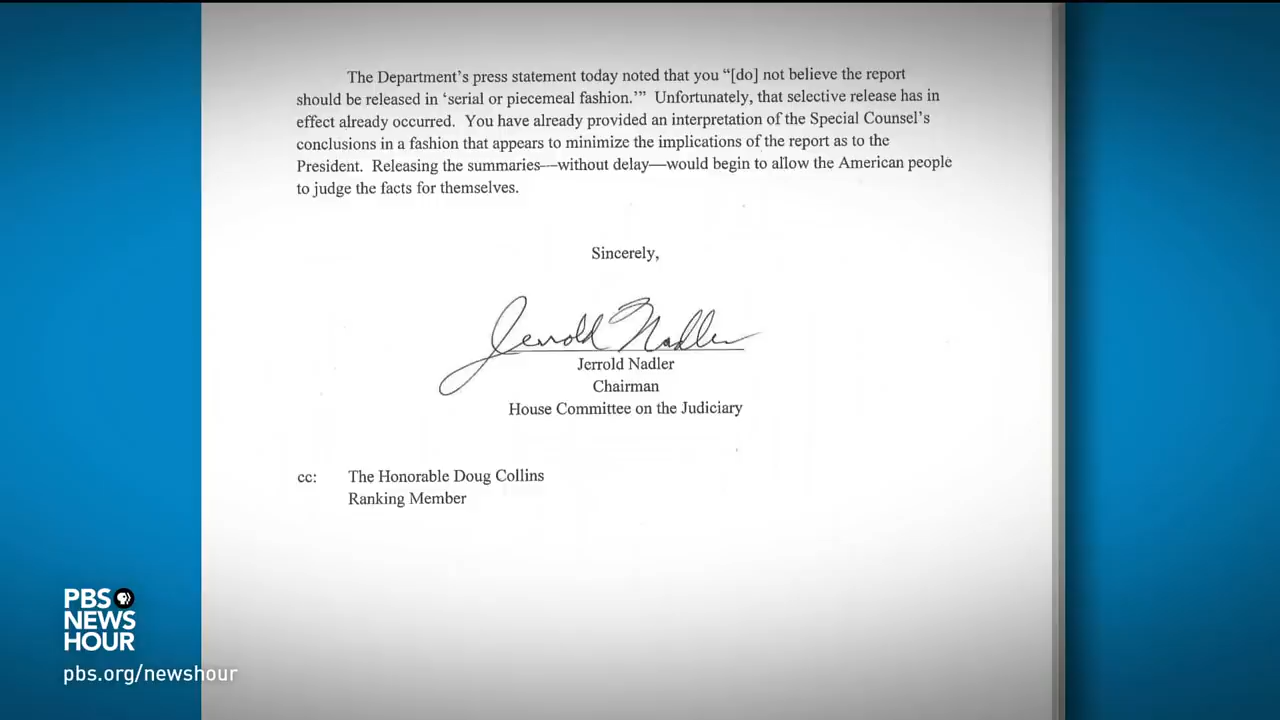 The Department's press statement today noted that you “[do] not believe the report
should be released in ‘serial or piecemeal fashion.’” Unfortunately, that selective release has in
effect already occurred. You have already provided an interpretation of the Special Counsel’s
conclusions in a fashion that appears to minimize the implications of the report as to the
President. Releasing the summaries—without delay—would begin to allow the American people
to judge the facts for themselves.
Sincerely,
Jerrold Nadler
Jerrold Nadler
Chairman
House Committee on the Judiciary
cc: The Honorable Doug Collins
Ranking Member
PBS
NEWS
HOUR
pbs.org/newshour